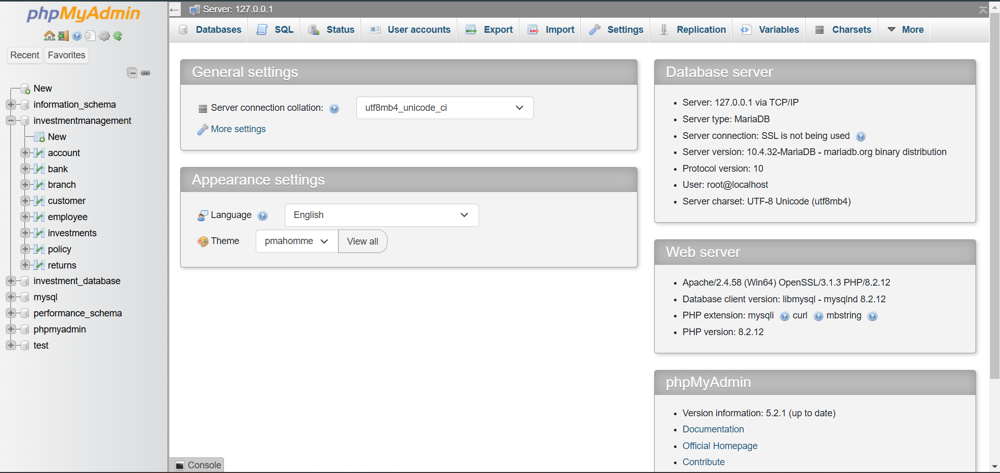 phpMyAdmin
Recent
Favorites
New
information_schema
investmentmanagement
New
account
bank
branch
customer
employee
investments
policy
returns
investment_database
mysql
performance_schema
phpmyadmin
test
Server: 127.0.0.1
Databases
SQL
Status
User accounts
Export
Import
Settings
Replication
Variables
Charsets
More
General settings
Server connection collation:
utf8mb4_unicode_ci
More settings
Appearance settings
Language
English
Theme
pmahomme
View all
Database server
Server: 127.0.0.1 via TCP/IP
Server type: MariaDB
Server connection: SSL is not being used
Server version: 10.4.32-MariaDB - mariadb.org binary distribution
Protocol version: 10
User: root@localhost
Server charset: UTF-8 Unicode (utf8mb4)
Web server
Apache/2.4.58 (Win64) OpenSSL/3.1.3 PHP/8.2.12
Database client version: libmysql - mysqlnd 8.2.12
PHP extension: mysqli curl mbstring
PHP version: 8.2.12
phpMyAdmin
Version information: 5.2.1 (up to date)
Documentation
Official Homepage
Contribute
Console